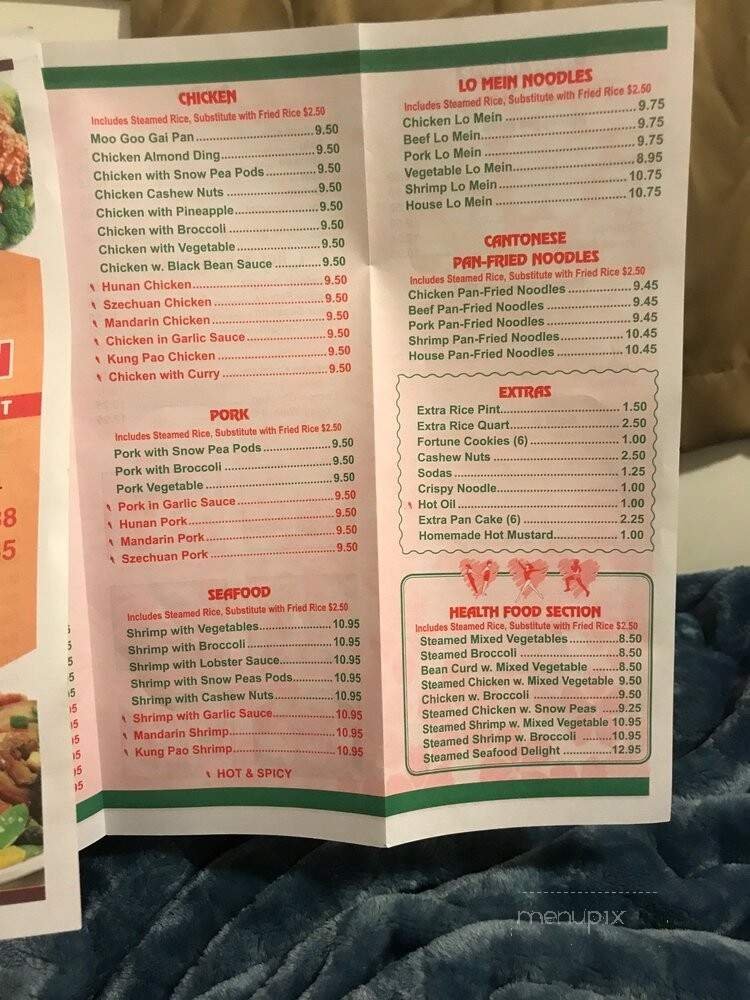 CHICKEN
Includes Steamed Rice, Substitute with Fried Rice $2.50
Moo Goo Gai Pan 9.50
Chicken Almond Ding 9.50
Chicken with Snow Pea Pods 9.50
Chicken Cashew Nuts 9.50
Chicken with Pineapple 9.50
Chicken with Broccoli 9.50
Chicken with Vegetable 9.50
Chicken w. Black Bean Sauce 9.50
Hunan Chicken 9.50
Szechuan Chicken 9.50
Mandarin Chicken 9.50
Chicken in Garlic Sauce 9.50
Kung Pao Chicken 9.50
Chicken with Curry 9.50
PORK
Includes Steamed Rice, Substitute with Fried Rice $2.50
Pork with Snow Pea Pods 9.50
Pork with Broccoli 9.50
Pork Vegetable 9.50
Pork in Garlic Sauce 9.50
Hunan Pork 9.50
Mandarin Pork 9.50
Szechuan Pork 9.50
SEAFOOD
Includes Steamed Rice, Substitute with Fried Rice $2.50
Shrimp with Vegetables 10.95
Shrimp with Broccoli 10.95
Shrimp with Lobster Sauce 10.95
Shrimp with Snow Peas Pods 10.95
Shrimp with Cashew Nuts 10.95
Shrimp with Garlic Sauce 10.95
Mandarin Shrimp 10.95
Kung Pao Shrimp 10.95
HOT & SPICY
LO MEIN NOODLES
Includes Steamed Rice, Substitute with Fried Rice $2.50
Chicken Lo Mein 9.75
Beef Lo Mein 9.75
Pork Lo Mein 9.75
Vegetable Lo Mein 8.95
Shrimp Lo Mein 10.75
House Lo Mein 10.75
CANTONESE
PAN-FRIED NOODLES
Includes Steamed Rice, Substitute with Fried Rice $2.50
Chicken Pan-Fried Noodles 9.45
Beef Pan-Fried Noodles 9.45
Pork Pan-Fried Noodles 9.45
Shrimp Pan-Fried Noodles 10.45
House Pan-Fried Noodles 10.45
EXTRAS
Extra Rice Pint 1.50
Extra Rice Quart 2.50
Fortune Cookies (6) 1.00
Cashew Nuts 2.50
Sodas 1.25
Crispy Noodle 1.00
Hot Oil 1.00
Extra Pan Cake (6) 2.25
Homemade Hot Mustard 1.00
HEALTH FOOD SECTION
Includes Steamed Rice, Substitute with Fried Rice $2.50
Steamed Mixed Vegetables 8.50
Steamed Broccoli 8.50
Bean Curd w. Mixed Vegetable 8.50
Steamed Chicken w. Mixed Vegetable 9.50
Chicken w. Broccoli 9.50
Steamed Chicken w. Snow Peas 9.25
Steamed Shrimp w. Mixed Vegetable 10.95
Steamed Shrimp w. Broccoli 10.95
Steamed Seafood Delight 12.95
menupix